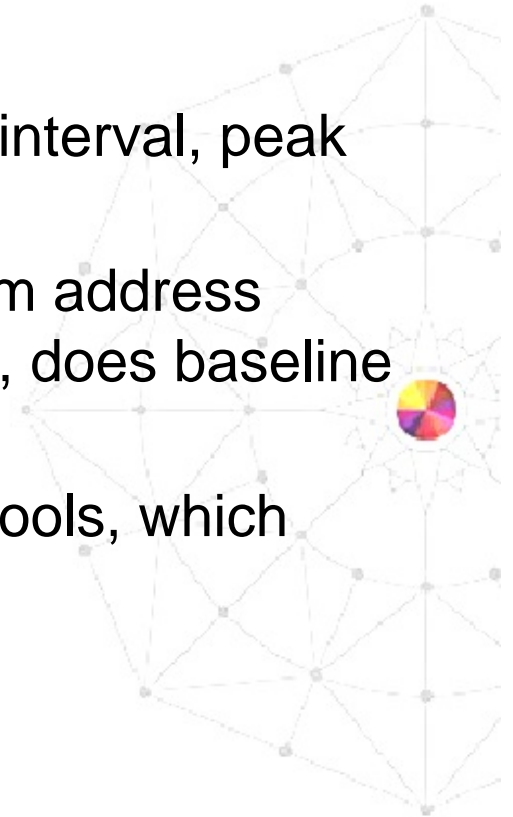 interval, peak
m address
, does baseline
ools, which